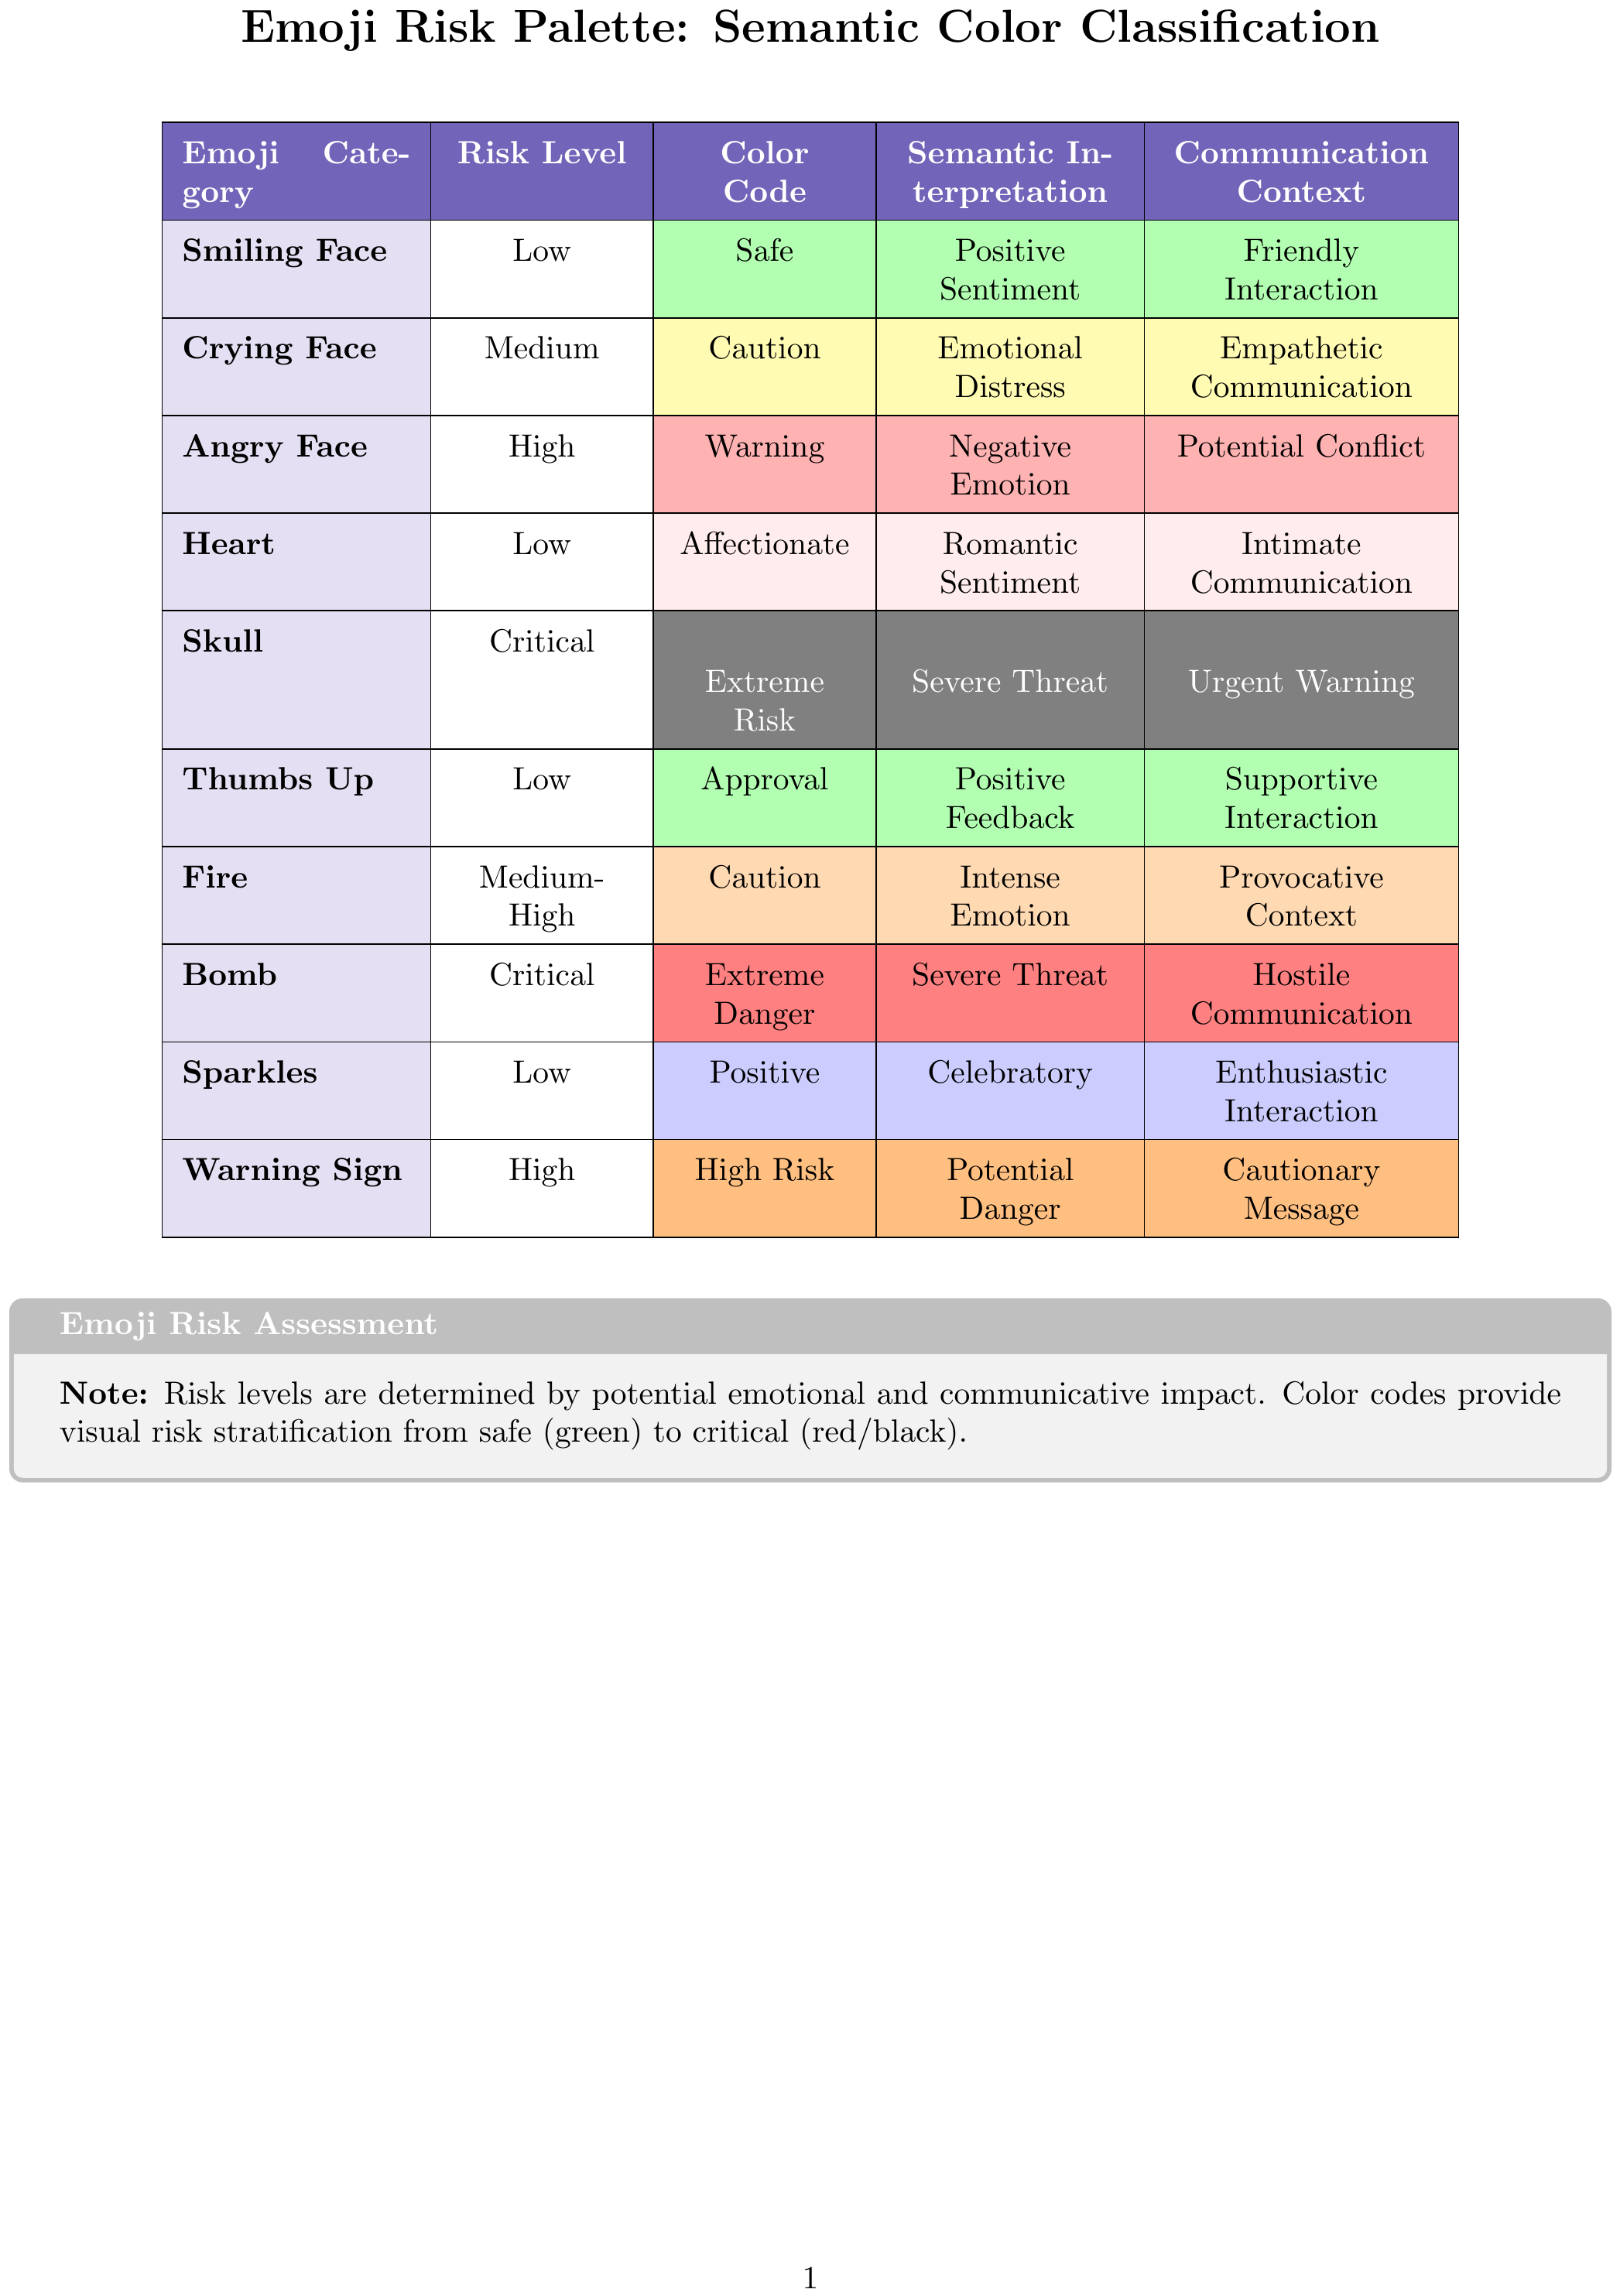 Emoji Risk Palette: Semantic Color Classification
Emoji Cate- Risk Level Color Semantic In- Communication
gory Code terpretation Context
Smiling Face Low Safe Positive Friendly
Sentiment Interaction
Crying Face Medium Caution Emotional Empathetic
Distress Communication
Angry Face High Warning Negative Potential Conflict
Emotion
Heart Low Affectionate Romantic Intimate
Sentiment Communication
Skull Critical
Extreme Severe Threat Urgent Warning
Risk
Thumbs Up Low Approval Positive Supportive
Feedback Interaction
Fire Medium- Caution Intense Provocative
High Emotion Context
Bomb Critical Extreme Severe Threat Hostile
Danger Communication
Sparkles Low Positive Celebratory Enthusiastic
Interaction
Warning Sign High High Risk Potential Cautionary
Danger Message
Emoji Risk Assessment
Note: Risk levels are determined by potential emotional and communicative impact. Color codes provide
visual risk stratification from safe (green) to critical (red/black).
1